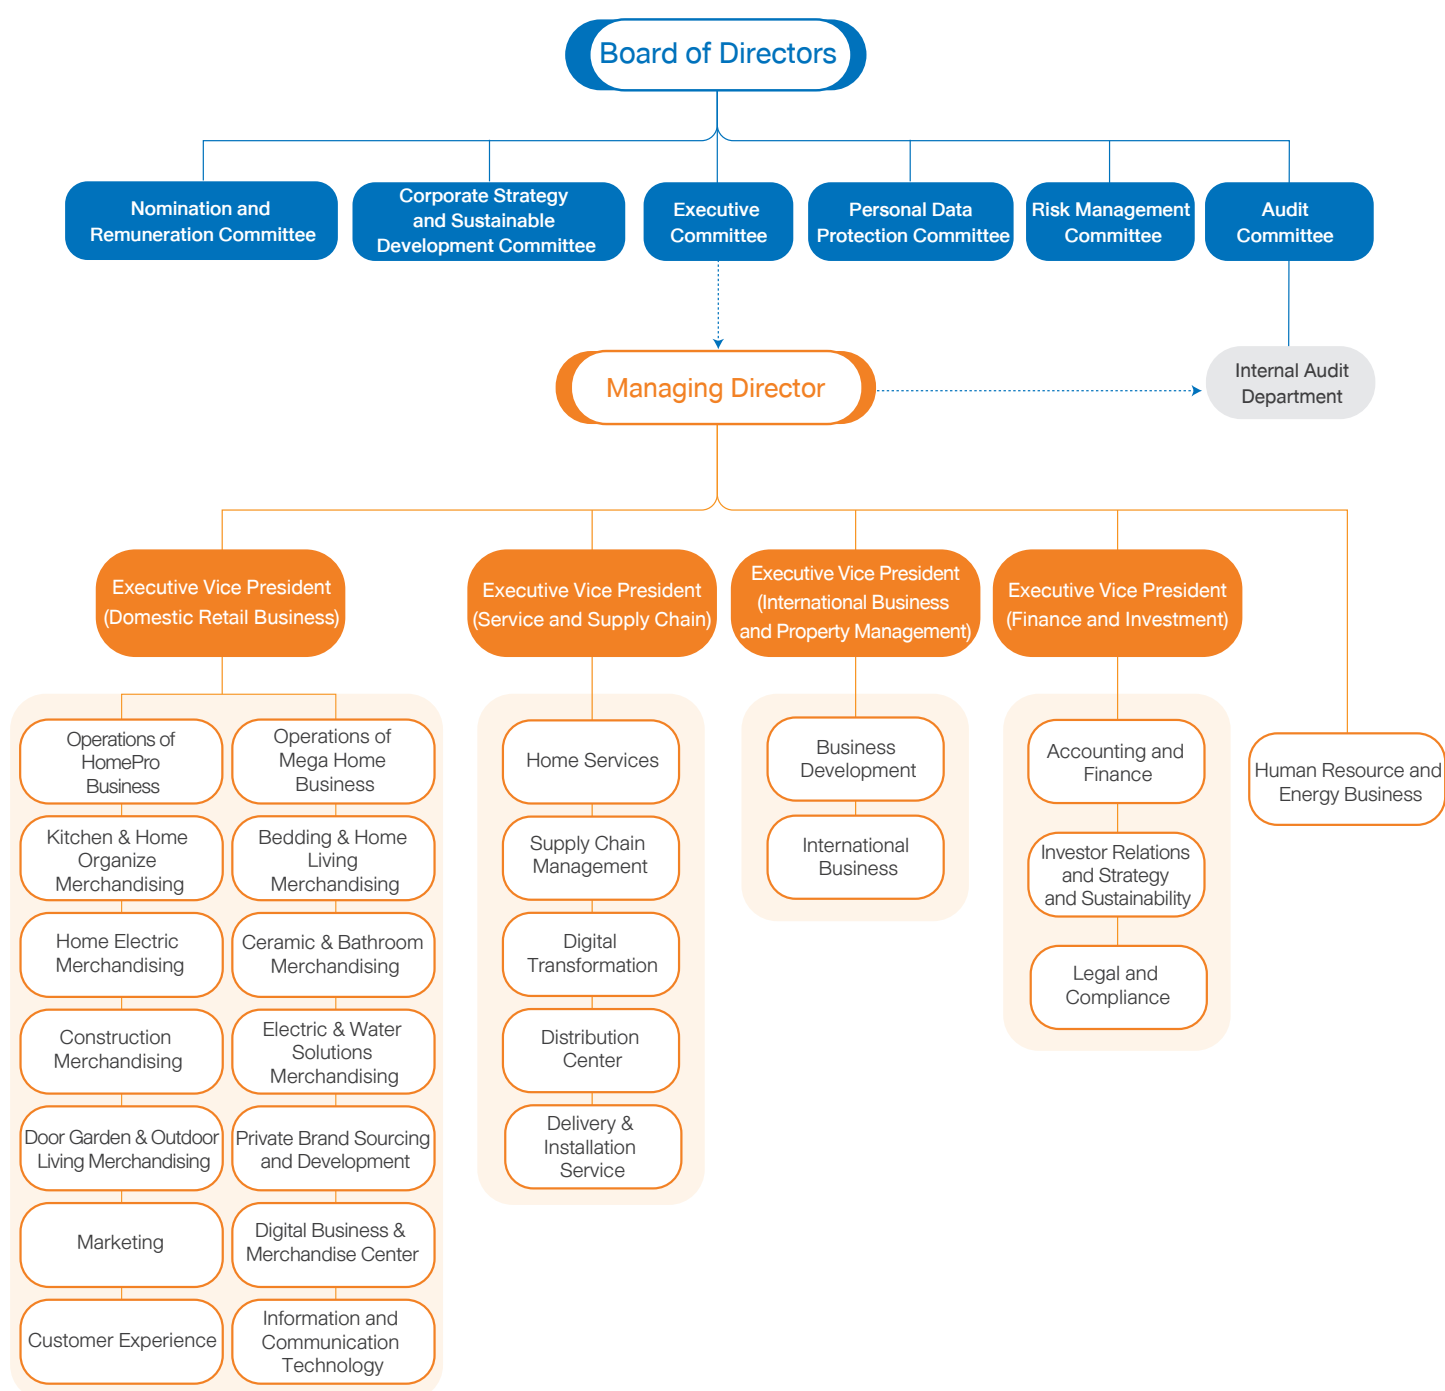 Board of Directors
Nomination and
Remuneration Committee
Corporate Strategy
and Sustainable
Development Committee
Executive
Committee
Personal Data
Protection Committee
Risk Management
Committee
Audit
Committee
Managing Director
Internal Audit
Department
Executive Vice President
(Domestic Retail Business)
Executive Vice President
(Service and Supply Chain)
Executive Vice President
(International Business
and Property Management)
Executive Vice President
(Finance and Investment)
Operations of
HomePro
Business
Kitchen & Home
Organize
Merchandising
Home Electric
Merchandising
Construction
Merchandising
Door Garden & Outdoor
Living Merchandising
Marketing
Customer Experience
Operations of
Mega Home
Business
Bedding & Home
Living
Merchandising
Ceramic & Bathroom
Merchandising
Electric & Water
Solutions
Merchandising
Private Brand Sourcing
and Development
Digital Business &
Merchandise Center
Information and
Communication
Technology
Home Services
Supply Chain
Management
Digital
Transformation
Distribution
Center
Delivery &
Installation
Service
Business
Development
International
Business
Accounting and
Finance
Investor Relations
and Strategy
and Sustainability
Legal and
Compliance
Human Resource and
Energy Business